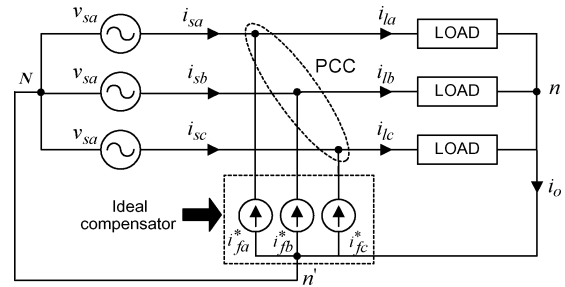 v_sa i_sa i_la LOAD
PCC
N v_sa i_sb i_lb LOAD n
v_sa i_sc i_lc LOAD
i_o
Ideal
compensator
i*_fa i*_fb i*_fc
n'